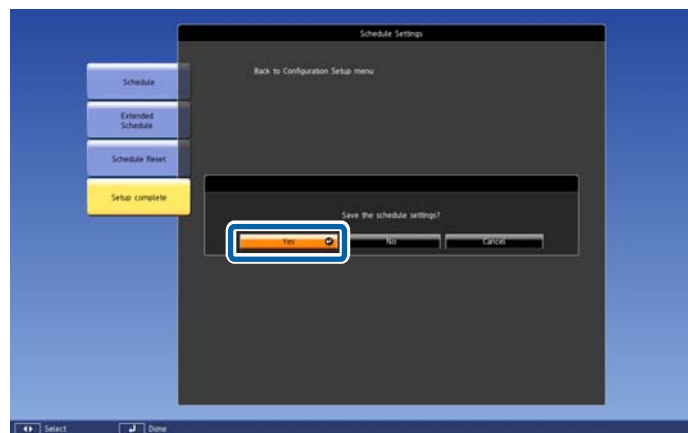 Schedule Settings
Schedule
Back to Configuration Setup menu
Extended
Schedule
Schedule Reset
Setup complete
Save the schedule settings?
Yes No Cancel
Select Done